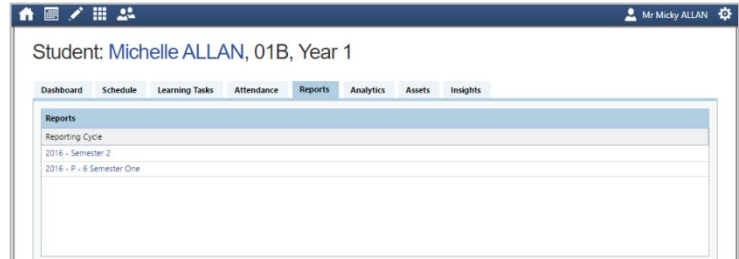 Mr Micky ALLAN
Student: Michelle ALLAN, 01B, Year 1
Dashboard Schedule Learning Tasks Attendance Reports Analytics Assets Insights
Reports
Reporting Cycle
2016 - Semester 2
2016 - P - 6 Semester One